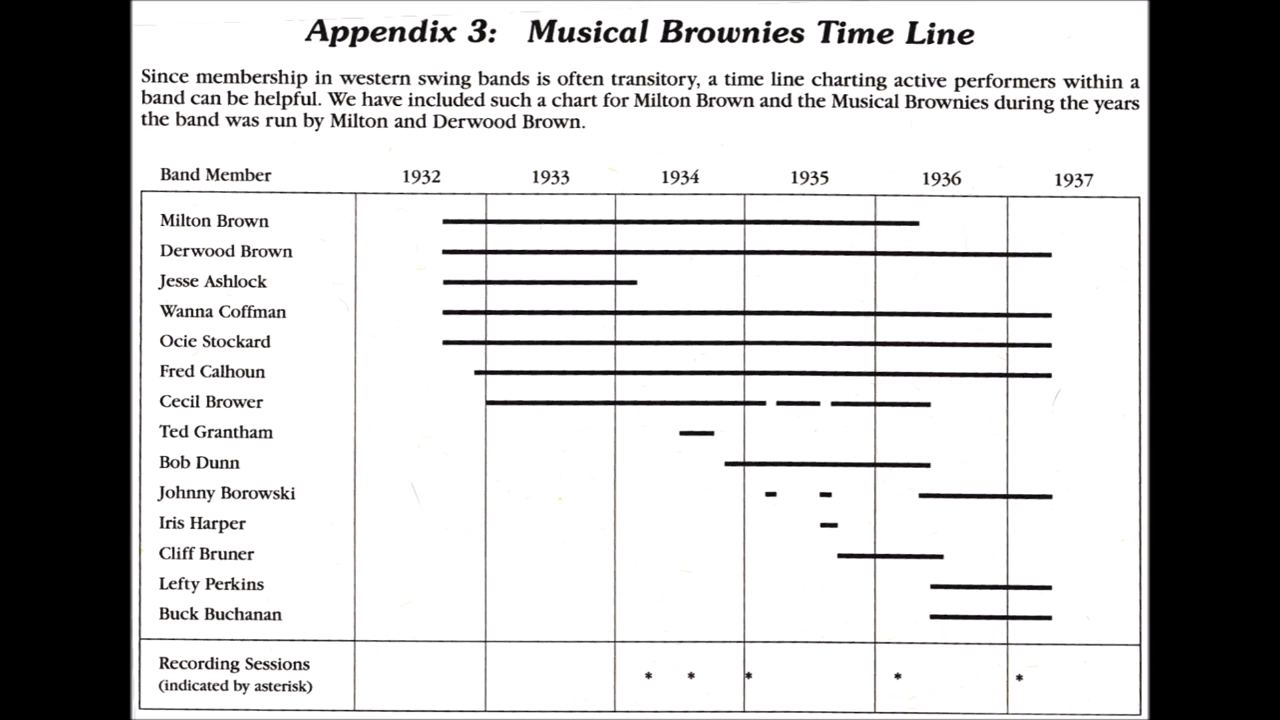 Appendix 3: Musical Brownies Time Line
Since membership in western swing bands is often transitory, a time line charting active performers within a
band can be helpful. We have included such a chart for Milton Brown and the Musical Brownies during the years
the band was run by Milton and Derwood Brown.
Band Member 1932 1933 1934 1935 1936 1937
Milton Brown
Derwood Brown
Jesse Ashlock
Wanna Coffman
Ocie Stockard
Fred Calhoun
Cecil Brower
Ted Grantham
Bob Dunn
Johnny Borowski
Iris Harper
Cliff Bruner
Lefty Perkins
Buck Buchanan
Recording Sessions
(indicated by asterisk) * * * * *